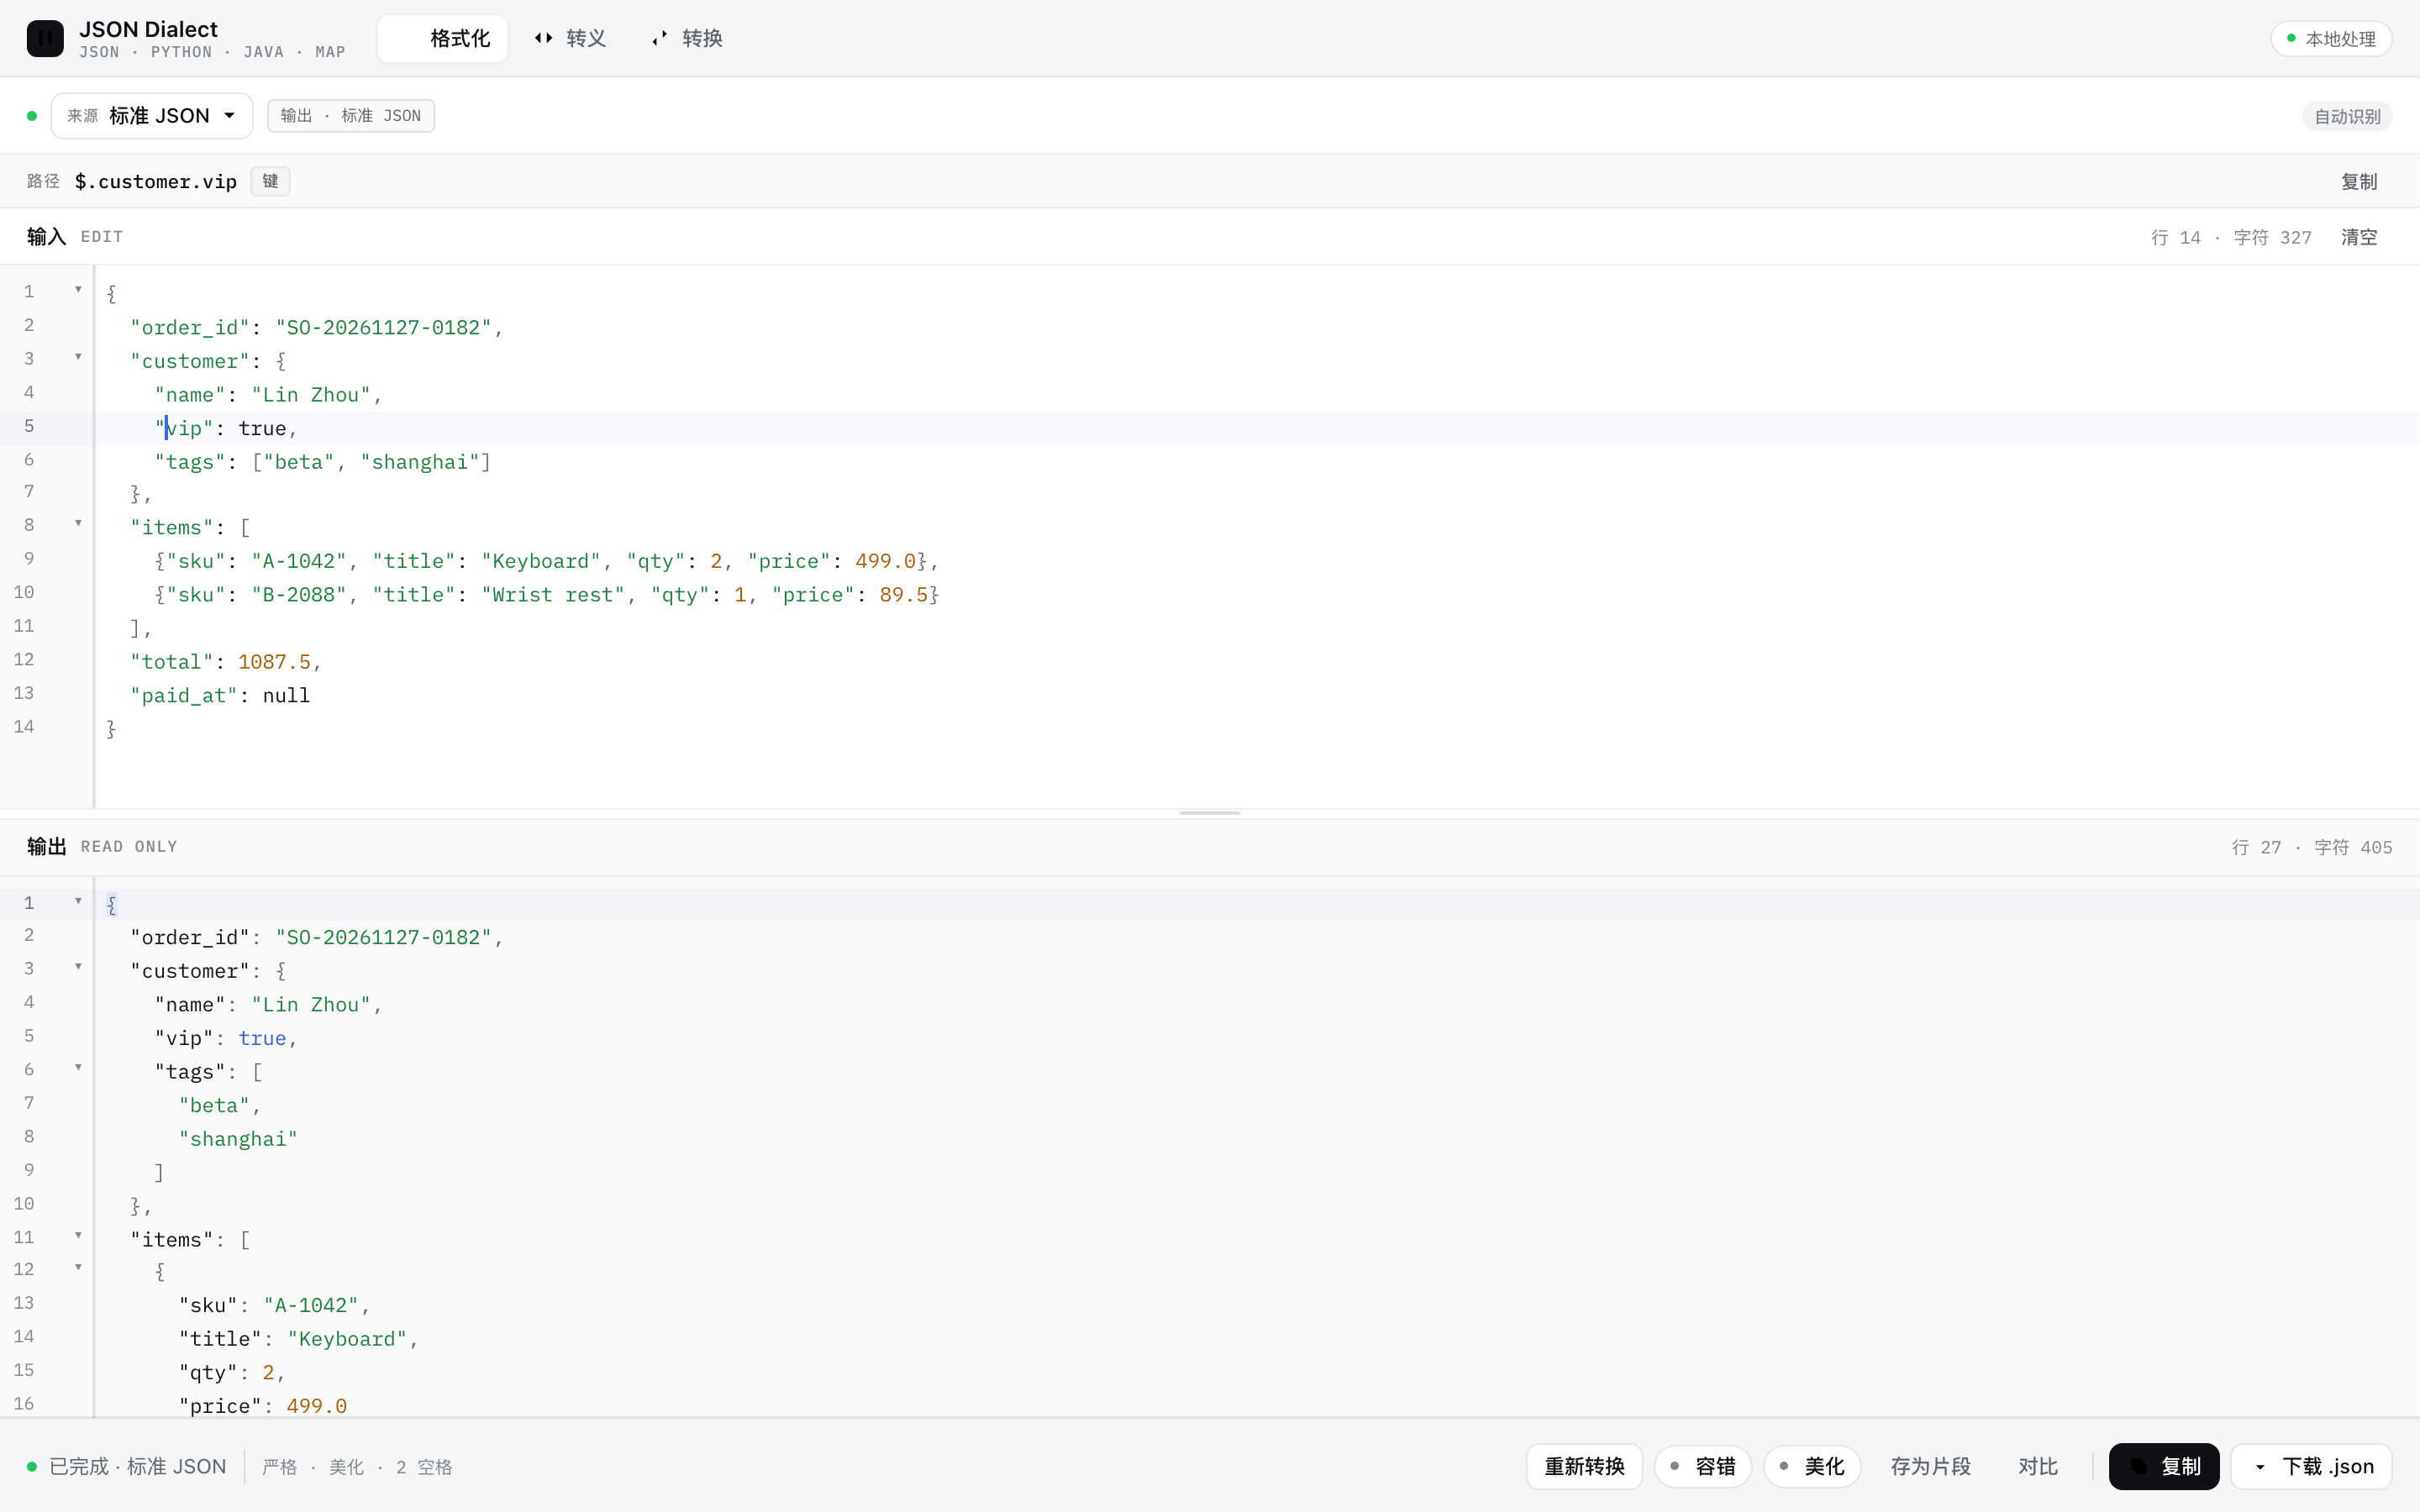 JSON Dialect
JSON · PYTHON · JAVA · MAP
格式化
转义
转换
本地处理
来源 标准 JSON
输出 · 标准 JSON
自动识别
路径 $.customer.vip 键
复制
输入 EDIT
行 14 · 字符 327 清空
1 {
2 "order_id": "SO-20261127-0182",
3 "customer": {
4 "name": "Lin Zhou",
5 "vip": true,
6 "tags": ["beta", "shanghai"]
7 },
8 "items": [
9 {"sku": "A-1042", "title": "Keyboard", "qty": 2, "price": 499.0},
10 {"sku": "B-2088", "title": "Wrist rest", "qty": 1, "price": 89.5}
11 ],
12 "total": 1087.5,
13 "paid_at": null
14 }
输出 READ ONLY
行 27 · 字符 405
1 {
2 "order_id": "SO-20261127-0182",
3 "customer": {
4 "name": "Lin Zhou",
5 "vip": true,
6 "tags": [
7 "beta",
8 "shanghai"
9 ]
10 },
11 "items": [
12 {
13 "sku": "A-1042",
14 "title": "Keyboard",
15 "qty": 2,
16 "price": 499.0
已完成 · 标准 JSON
严格 · 美化 · 2 空格
重新转换
容错
美化
存为片段
对比
复制
下载 .json